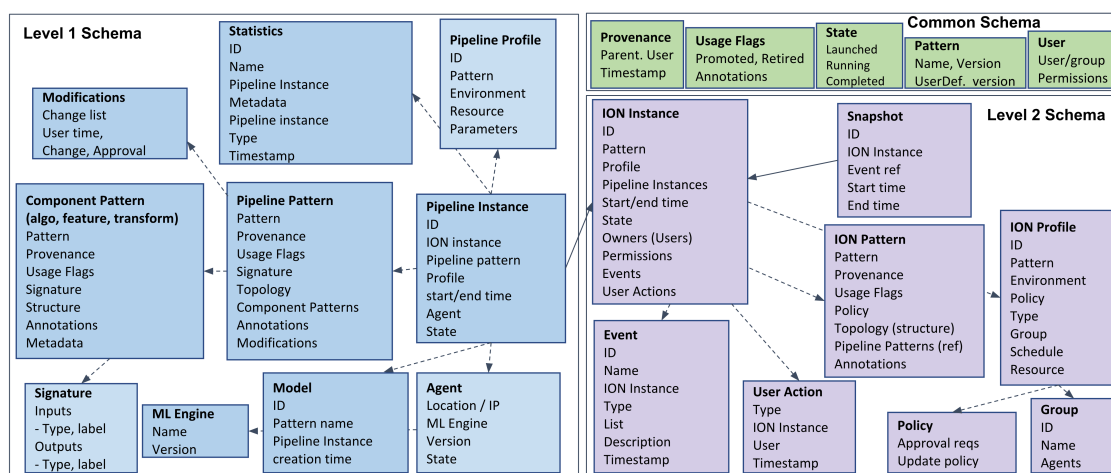 Level 1 Schema
Statistics
ID
Name
Pipeline Instance
Metadata
Pipeline instance
Type
Timestamp
Pipeline Profile
ID
Pattern
Environment
Resource
Parameters
Modifications
Change list
User time,
Change, Approval
Component Pattern
(algo, feature, transform)
Pattern
Provenance
Usage Flags
Signature
Structure
Annotations
Metadata
Pipeline Pattern
Pattern
Provenance
Usage Flags
Signature
Topology
Component Patterns
Annotations
Modifications
Pipeline Instance
ID
ION instance
Pipeline pattern
Profile
start/end time
Agent
State
Signature
Inputs
- Type, label
Outputs
- Type, label
ML Engine
Name
Version
Model
ID
Pattern name
Pipeline Instance
creation time
Agent
Location / IP
ML Engine
Version
State
Common Schema
Provenance
Parent. User
Timestamp
Usage Flags
Promoted, Retired
Annotations
State
Launched
Running
Completed
Pattern
Name, Version
UserDef. version
User
User/group
Permissions
Level 2 Schema
ION Instance
ID
Pattern
Profile
Pipeline Instances
Start/end time
State
Owners (Users)
Permissions
Events
User Actions
Snapshot
ID
ION Instance
Event ref
Start time
End time
ION Pattern
Pattern
Provenance
Usage Flags
Policy
Topology (structure)
Pipeline Patterns (ref)
Annotations
ION Profile
ID
Pattern
Environment
Policy
Type
Group
Schedule
Resource
Event
ID
Name
ION Instance
Type
List
Description
Timestamp
User Action
Type
ION Instance
User
Timestamp
Policy
Approval reqs
Update policy
Group
ID
Name
Agents